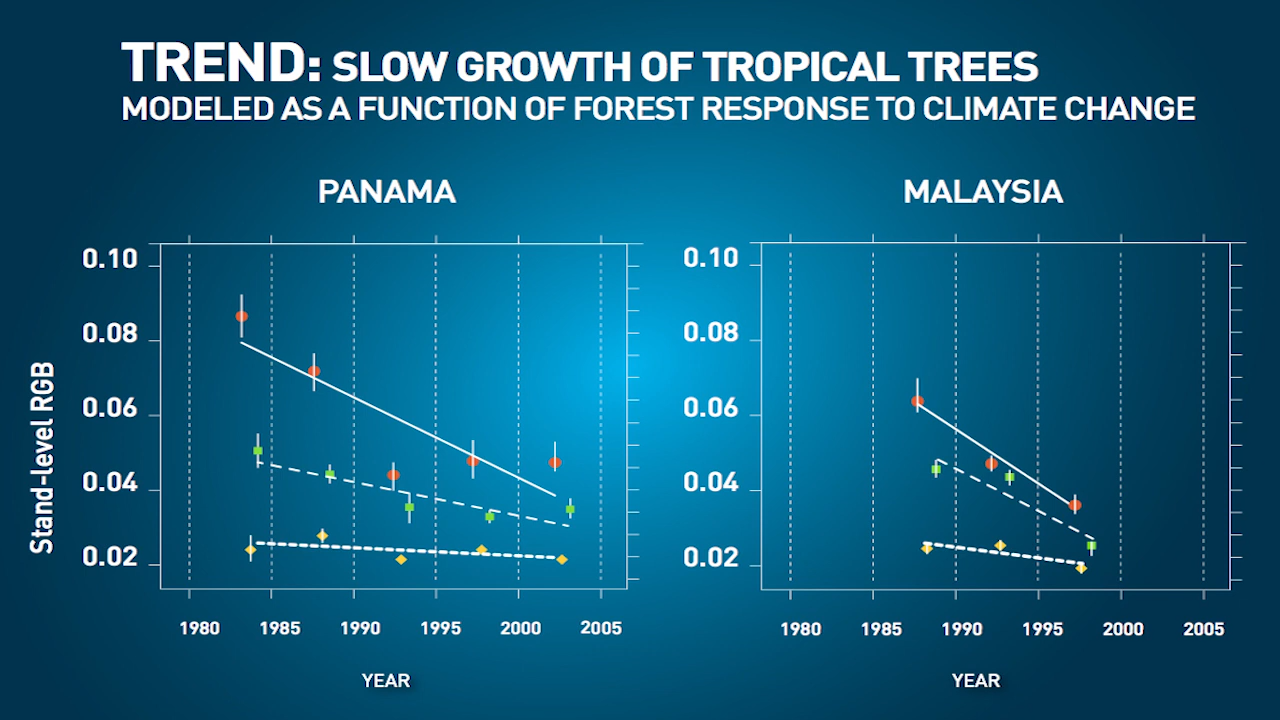 TREND: SLOW GROWTH OF TROPICAL TREES
MODELED AS A FUNCTION OF FOREST RESPONSE TO CLIMATE CHANGE
PANAMA
0.10
0.08
0.06
0.04
0.02
Stand-level RGB
1980 1985 1990 1995 2000 2005
YEAR
MALAYSIA
0.10
0.08
0.06
0.04
0.02
1980 1985 1990 1995 2000 2005
YEAR